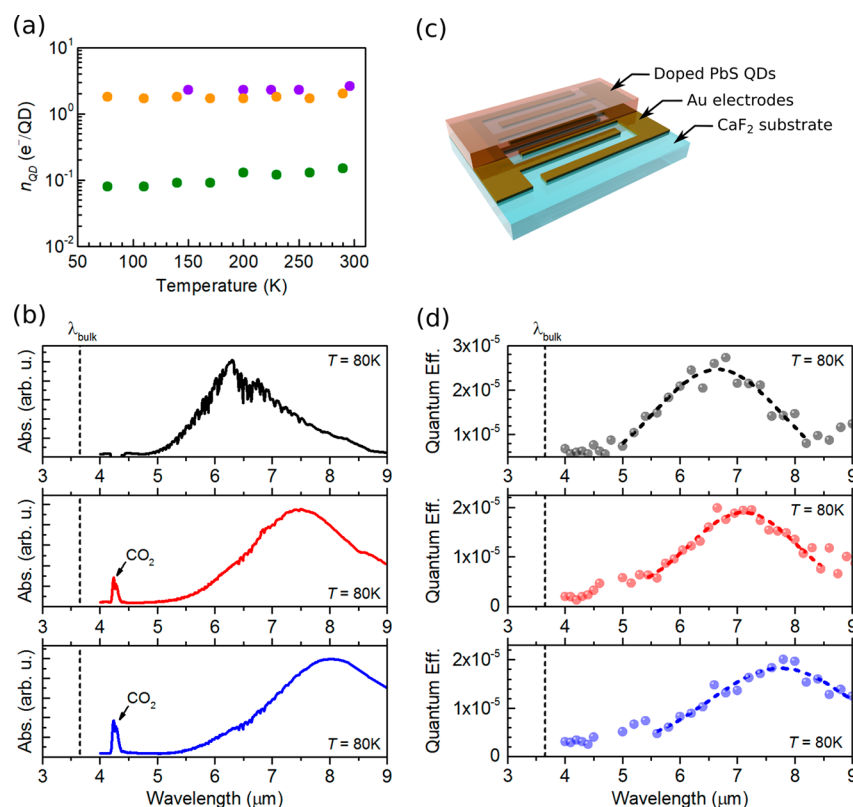 (a)
10¹
10⁰
10⁻¹
10⁻²
n_QD (e⁻/QD)
50 100 150 200 250 300
Temperature (K)
(c)
Doped PbS QDs
Au electrodes
CaF₂ substrate
(b)
λ_bulk
T = 80K
Abs. (arb. u.)
3 4 5 6 7 8 9
CO₂
Abs. (arb. u.)
T = 80K
3 4 5 6 7 8 9
CO₂
Abs. (arb. u.)
T = 80K
3 4 5 6 7 8 9
Wavelength (μm)
(d)
λ_bulk
3x10⁻⁵
T = 80K
2x10⁻⁵
1x10⁻⁵
Quantum Eff.
3 4 5 6 7 8 9
2x10⁻⁵
T = 80K
1x10⁻⁵
0
Quantum Eff.
3 4 5 6 7 8 9
2x10⁻⁵
1x10⁻⁵
0
Quantum Eff.
T = 80K
3 4 5 6 7 8 9
Wavelength (μm)